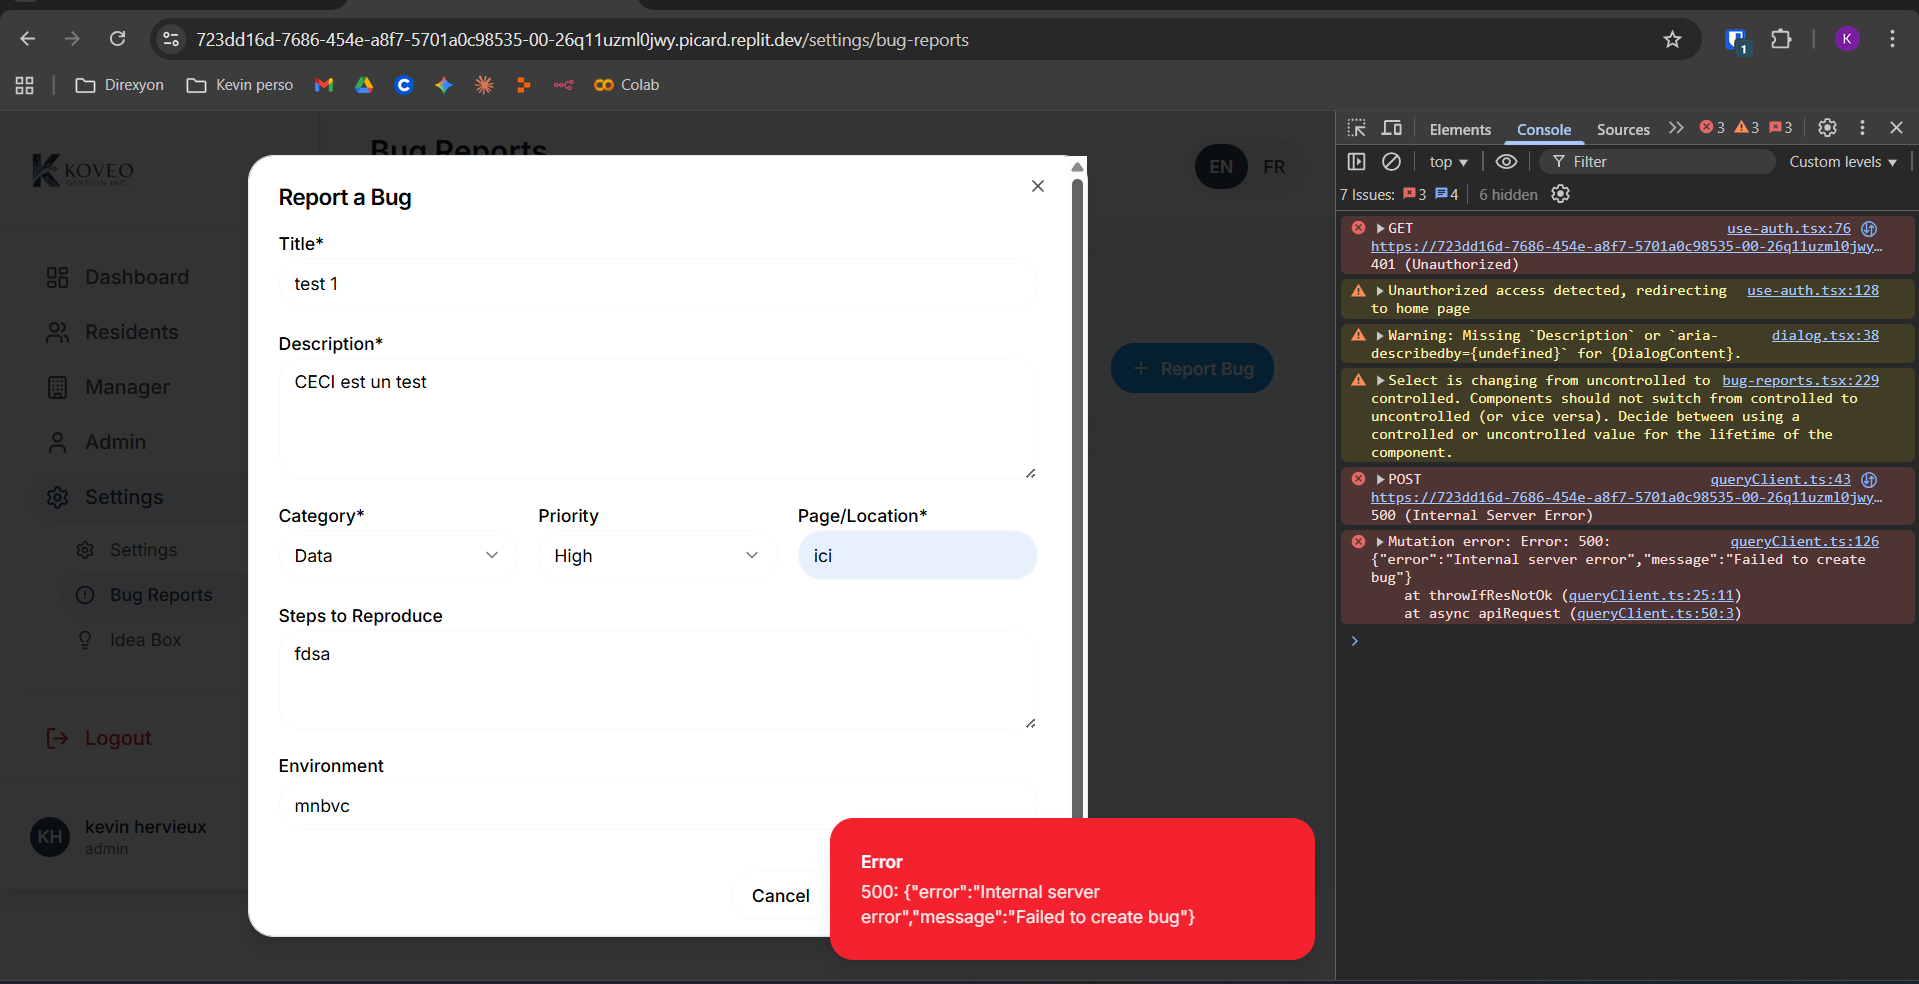 723dd16d-7686-454e-a8f7-5701a0c98535-00-26q11uzml0jwy.picard.replit.dev/settings/bug-reports
1
K
Direxyon
Kevin perso
Colab
KOVEO
GESTION INC
Dashboard
Residents
Manager
Admin
Settings
Settings
Bug Reports
Idea Box
Logout
KH
kevin hervieux
admin
Bug Reports
EN
FR
+ Report Bug
Report a Bug
Title*
test 1
Description*
CECI est un test
Category* Priority Page/Location*
Data High ici
Steps to Reproduce
fdsa
Environment
mnbvc
Cancel
Error
500: {"error":"Internal server
error","message":"Failed to create bug"}
Elements Console Sources 3 3 3
top Filter Custom levels
7 Issues: 3 4 6 hidden
GET use-auth.tsx:76
https://723dd16d-7686-454e-a8f7-5701a0c98535-00-26q11uzml0jwy…
401 (Unauthorized)
Unauthorized access detected, redirecting use-auth.tsx:128
to home page
Warning: Missing `Description` or `aria- dialog.tsx:38
describedby={undefined}` for {DialogContent}.
Select is changing from uncontrolled to bug-reports.tsx:229
controlled. Components should not switch from controlled to
uncontrolled (or vice versa). Decide between using a
controlled or uncontrolled value for the lifetime of the
component.
POST queryClient.ts:43
https://723dd16d-7686-454e-a8f7-5701a0c98535-00-26q11uzml0jwy…
500 (Internal Server Error)
Mutation error: Error: 500: queryClient.ts:126
{"error":"Internal server error","message":"Failed to create
bug"}
at throwIfResNotOk (queryClient.ts:25:11)
at async apiRequest (queryClient.ts:50:3)